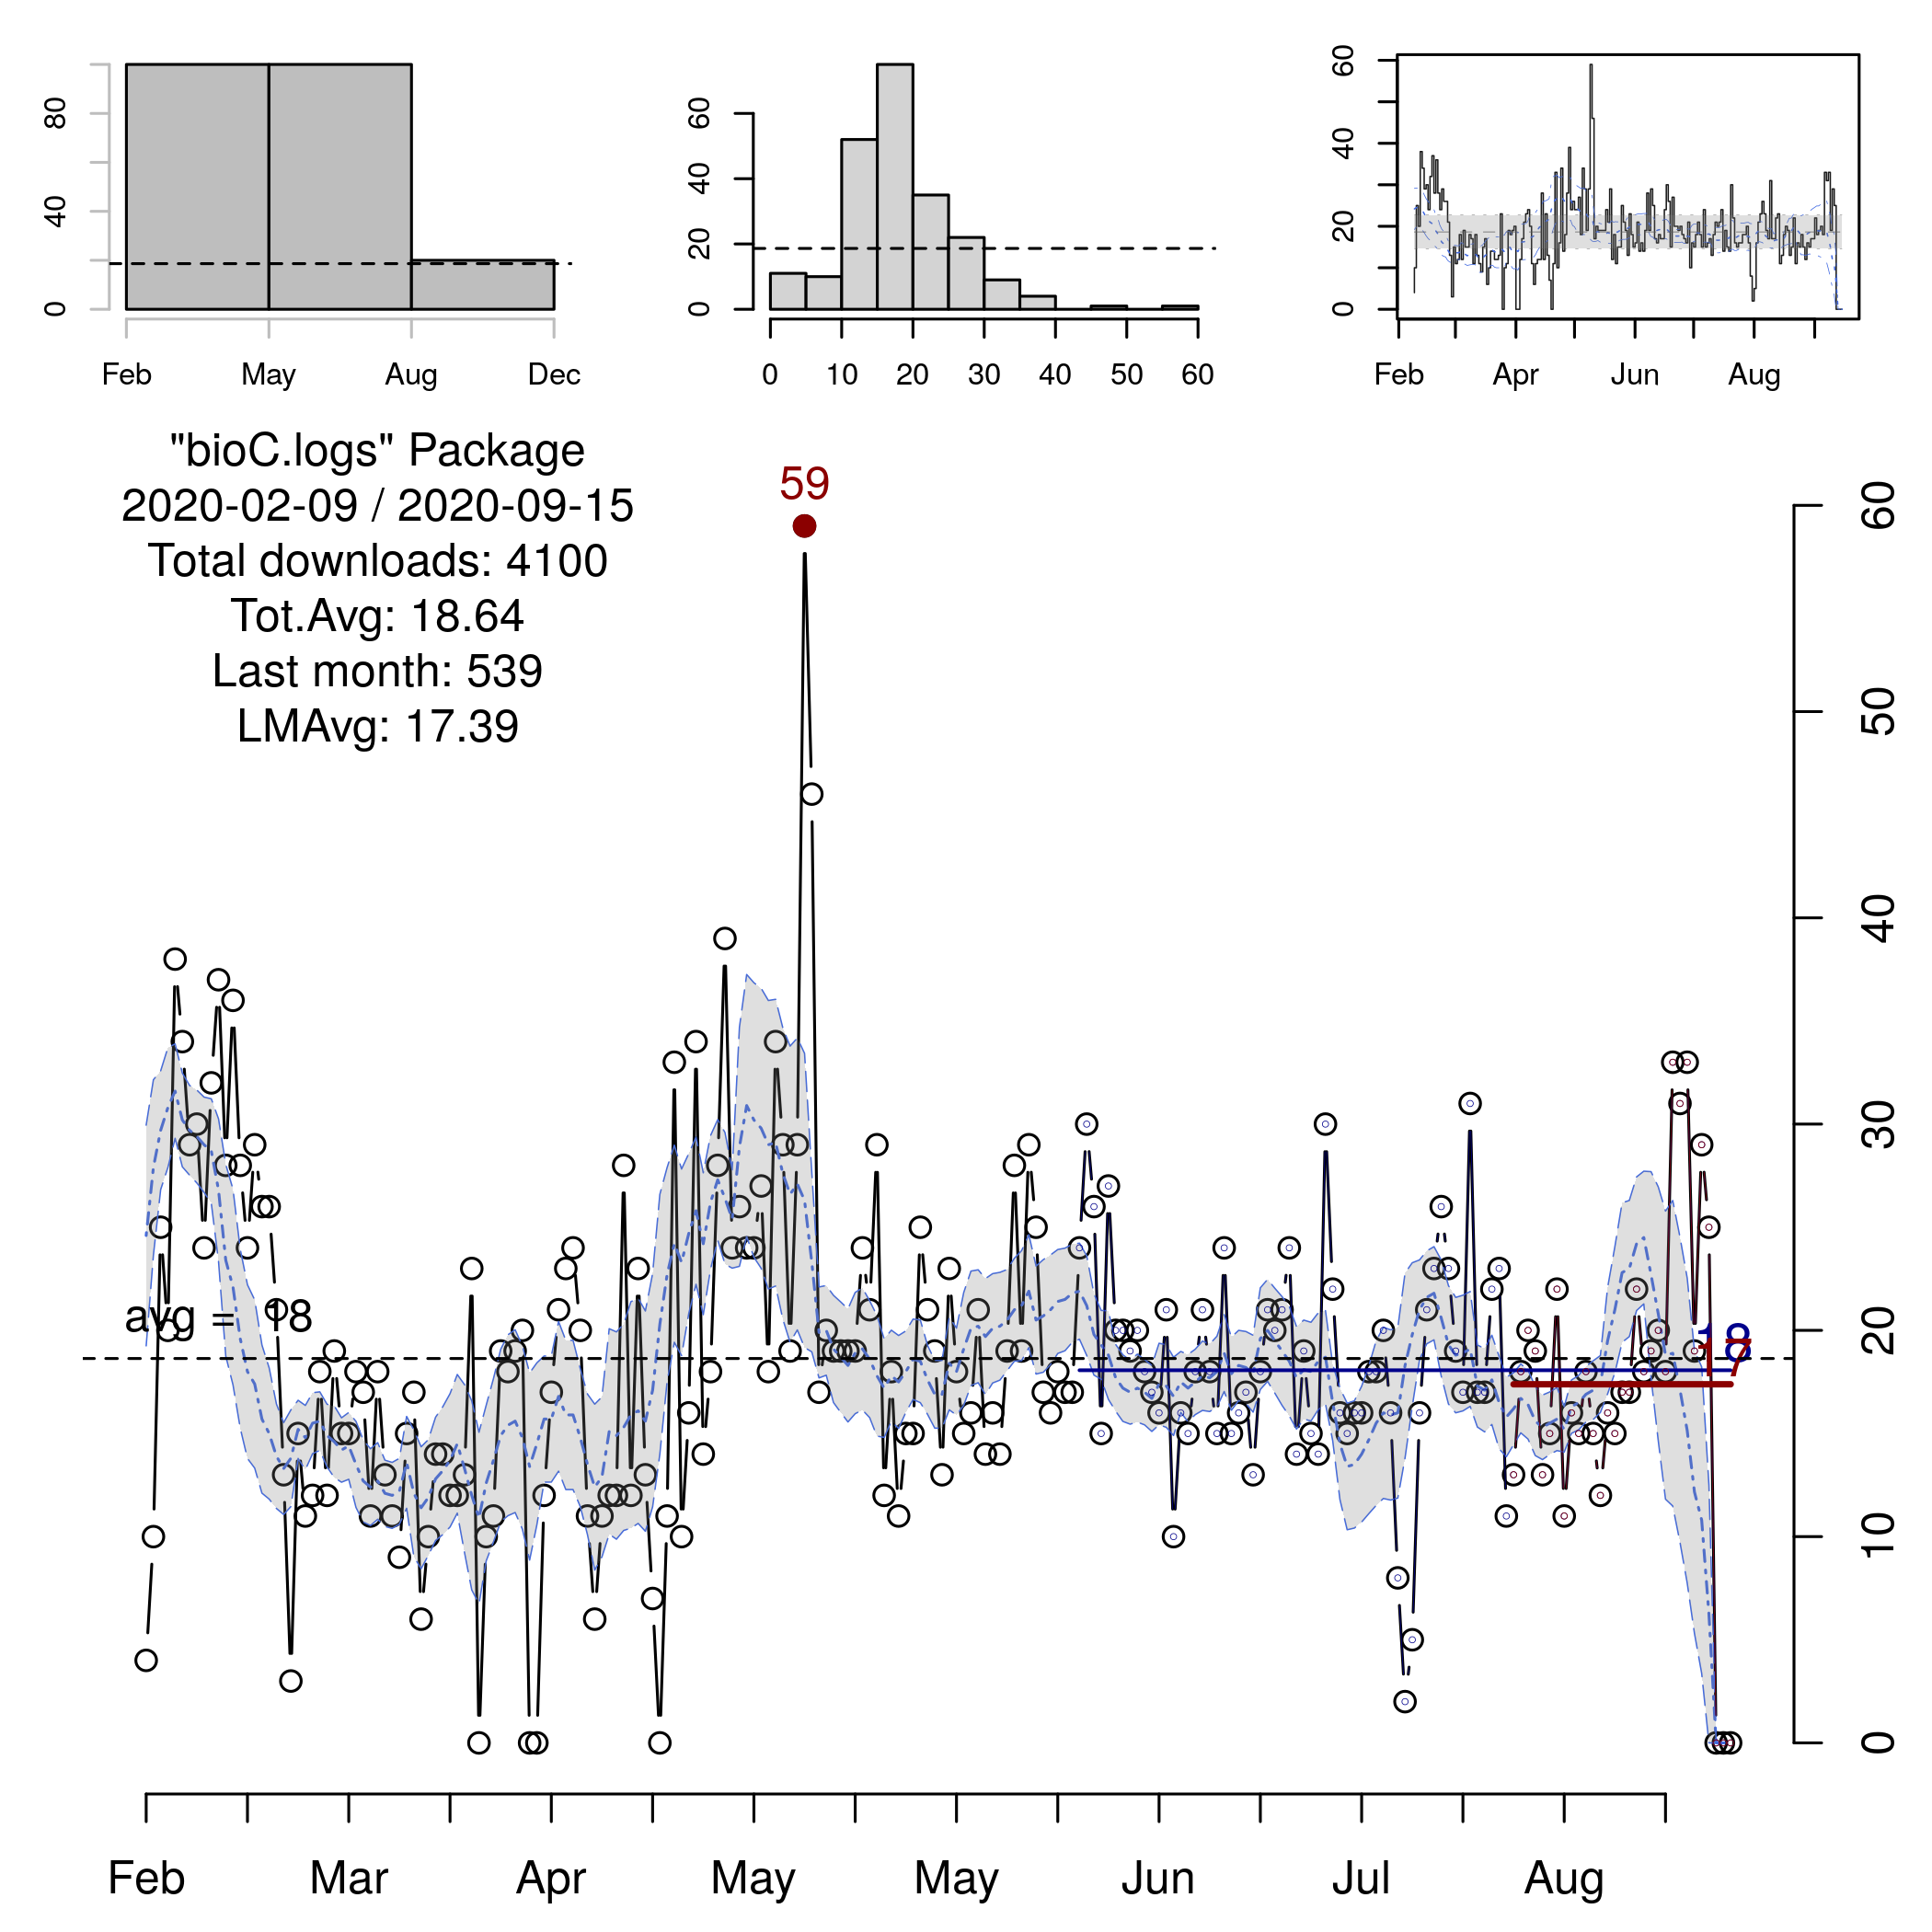 80
40
0
Feb May Aug Dec
60
40
20
0
0 10 20 30 40 50 60
60
40
20
0
Feb Apr Jun Aug
"bioC.logs" Package
2020-02-09 / 2020-09-15
Total downloads: 4100
Tot.Avg: 18.64
Last month: 539
LMAvg: 17.39
59
avg = 18
18
17
60
50
40
30
20
10
0
Feb Mar Apr May May Jun Jul Aug